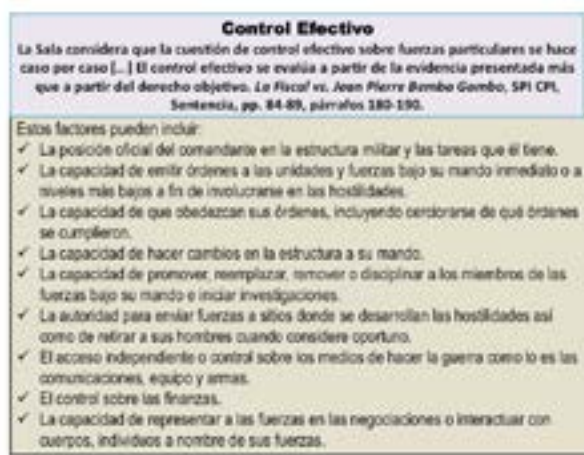 Control Efectivo
La Sala considera que la cuestión de control efectivo sobre fuerzas particulares se hace
caso por caso [...] El control efectivo se evalúa a partir de la evidencia presentada más
que a partir del derecho objetivo. La Fiscal vs. Jean Pierre Bemba Gombo, SPI CPI,
Sentencia, pp. 84-89, párrafos 180-190.
Estos factores pueden incluir:
✓ La posición oficial del comandante en la estructura militar y las tareas que él tiene.
✓ La capacidad de emitir órdenes a las unidades y fuerzas bajo su mando inmediato o a
niveles más bajos a fin de involucrarse en las hostilidades.
✓ La capacidad de que obedezcan sus órdenes, incluyendo cerciorarse de qué órdenes
se cumplieron.
✓ La capacidad de hacer cambios en la estructura a su mando.
✓ La capacidad de promover, reemplazar, remover o disciplinar a los miembros de las
fuerzas bajo su mando e iniciar investigaciones.
✓ La autoridad para enviar fuerzas a sitios donde se desarrollan las hostilidades así
como de retirar a sus hombres cuando considere oportuno.
✓ El acceso independiente o control sobre los medios de hacer la guerra como lo es las
comunicaciones, equipo y armas.
✓ El control sobre las finanzas.
✓ La capacidad de representar a las fuerzas en las negociaciones o interactuar con
cuerpos, individuos a nombre de sus fuerzas.